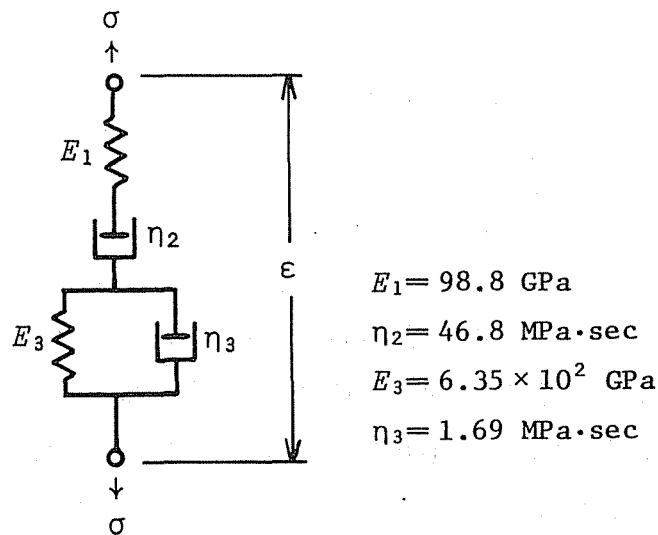 σ
↑
E₁
η₂
ε
E₃
η₃
↓
σ
E₁= 98.8 GPa
η₂= 46.8 MPa·sec
E₃= 6.35 × 10² GPa
η₃= 1.69 MPa·sec